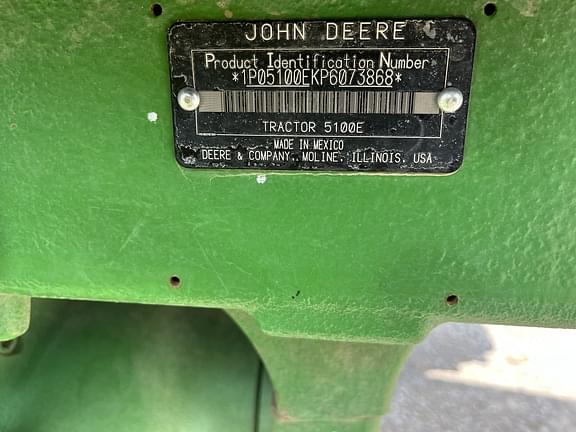 JOHN DEERE
Product Identification Number
*1P05100EKP6073868*
TRACTOR 5100E
MADE IN MEXICO
DEERE & COMPANY, MOLINE, ILLINOIS, USA